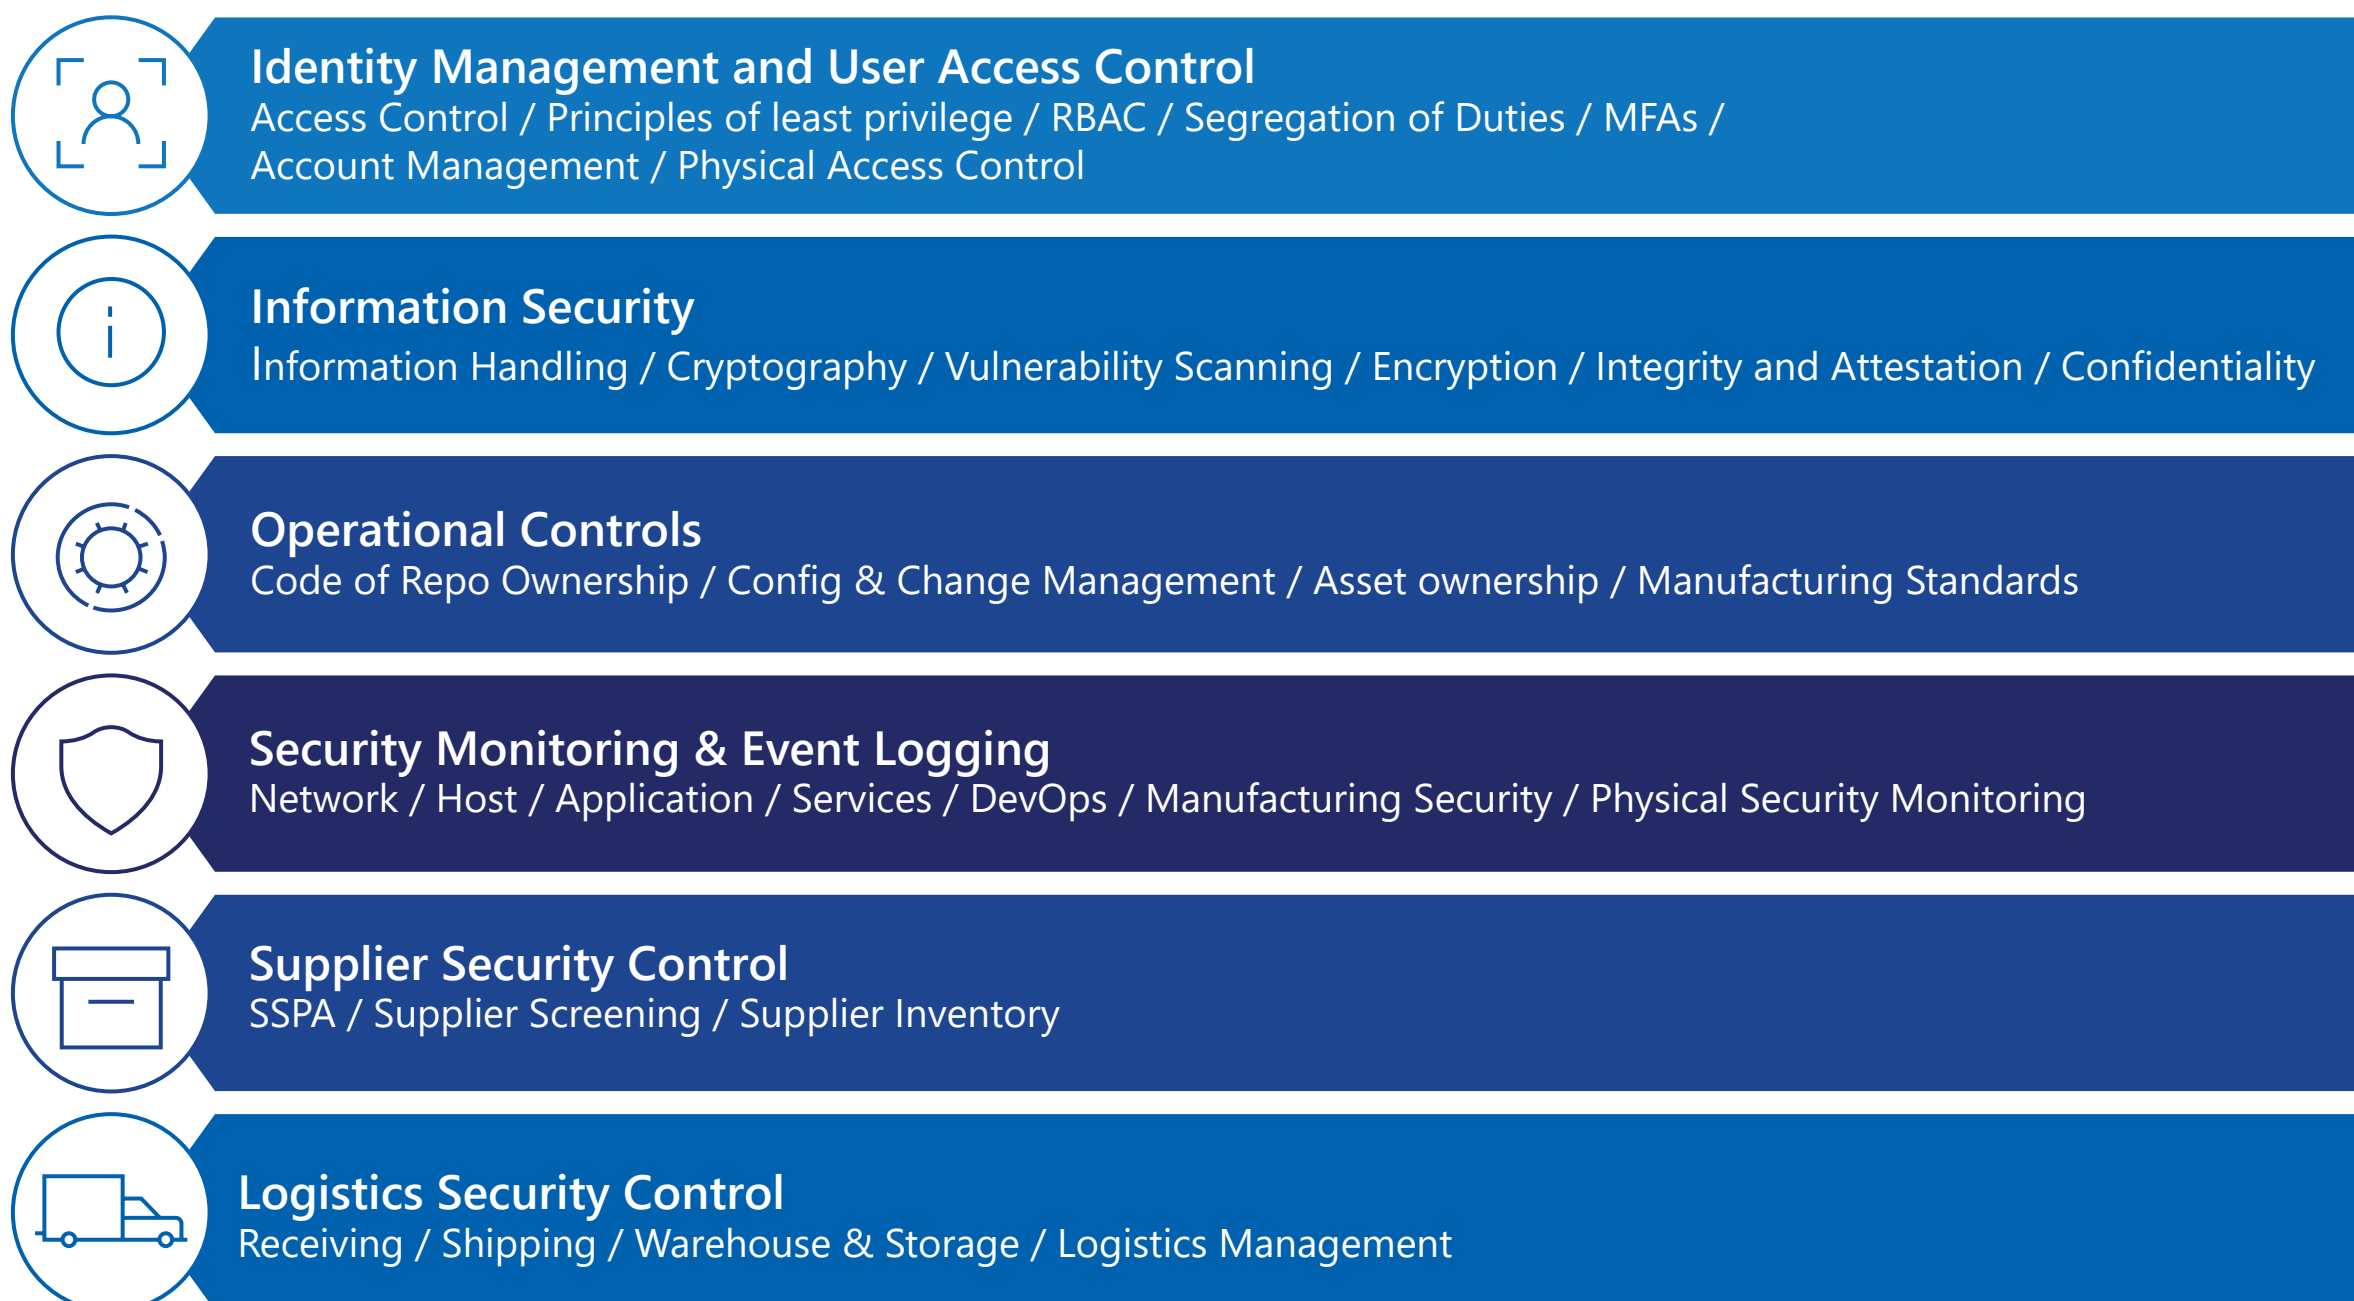 Identity Management and User Access Control
Access Control / Principles of least privilege / RBAC / Segregation of Duties / MFAs /
Account Management / Physical Access Control
Information Security
Information Handling / Cryptography / Vulnerability Scanning / Encryption / Integrity and Attestation / Confidentiality
Operational Controls
Code of Repo Ownership / Config & Change Management / Asset ownership / Manufacturing Standards
Security Monitoring & Event Logging
Network / Host / Application / Services / DevOps / Manufacturing Security / Physical Security Monitoring
Supplier Security Control
SSPA / Supplier Screening / Supplier Inventory
Logistics Security Control
Receiving / Shipping / Warehouse & Storage / Logistics Management